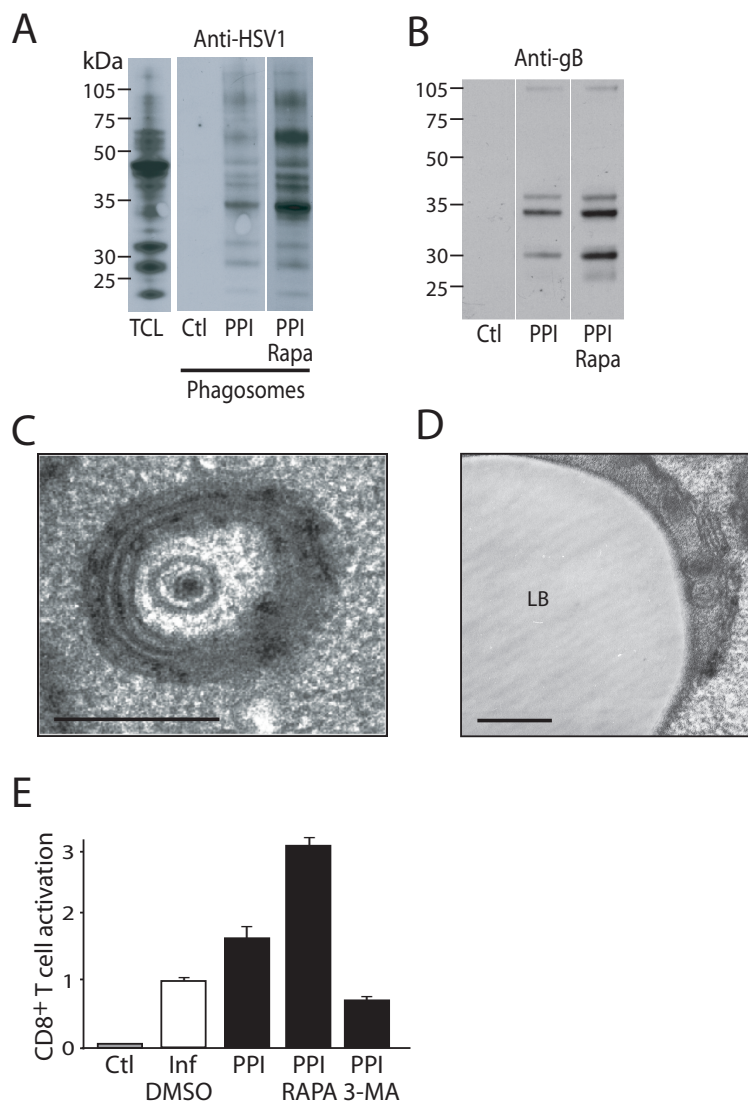 A
Anti-HSV1
kDa
105
75
50
35
30
25
TCL Ctl PPI PPI
Rapa
Phagosomes
B
Anti-gB
105
75
50
35
30
25
Ctl PPI PPI
Rapa
C
D
LB
E
CD8+ T cell activation
3
2
1
0
Ctl Inf PPI PPI PPI
DMSO RAPA 3-MA